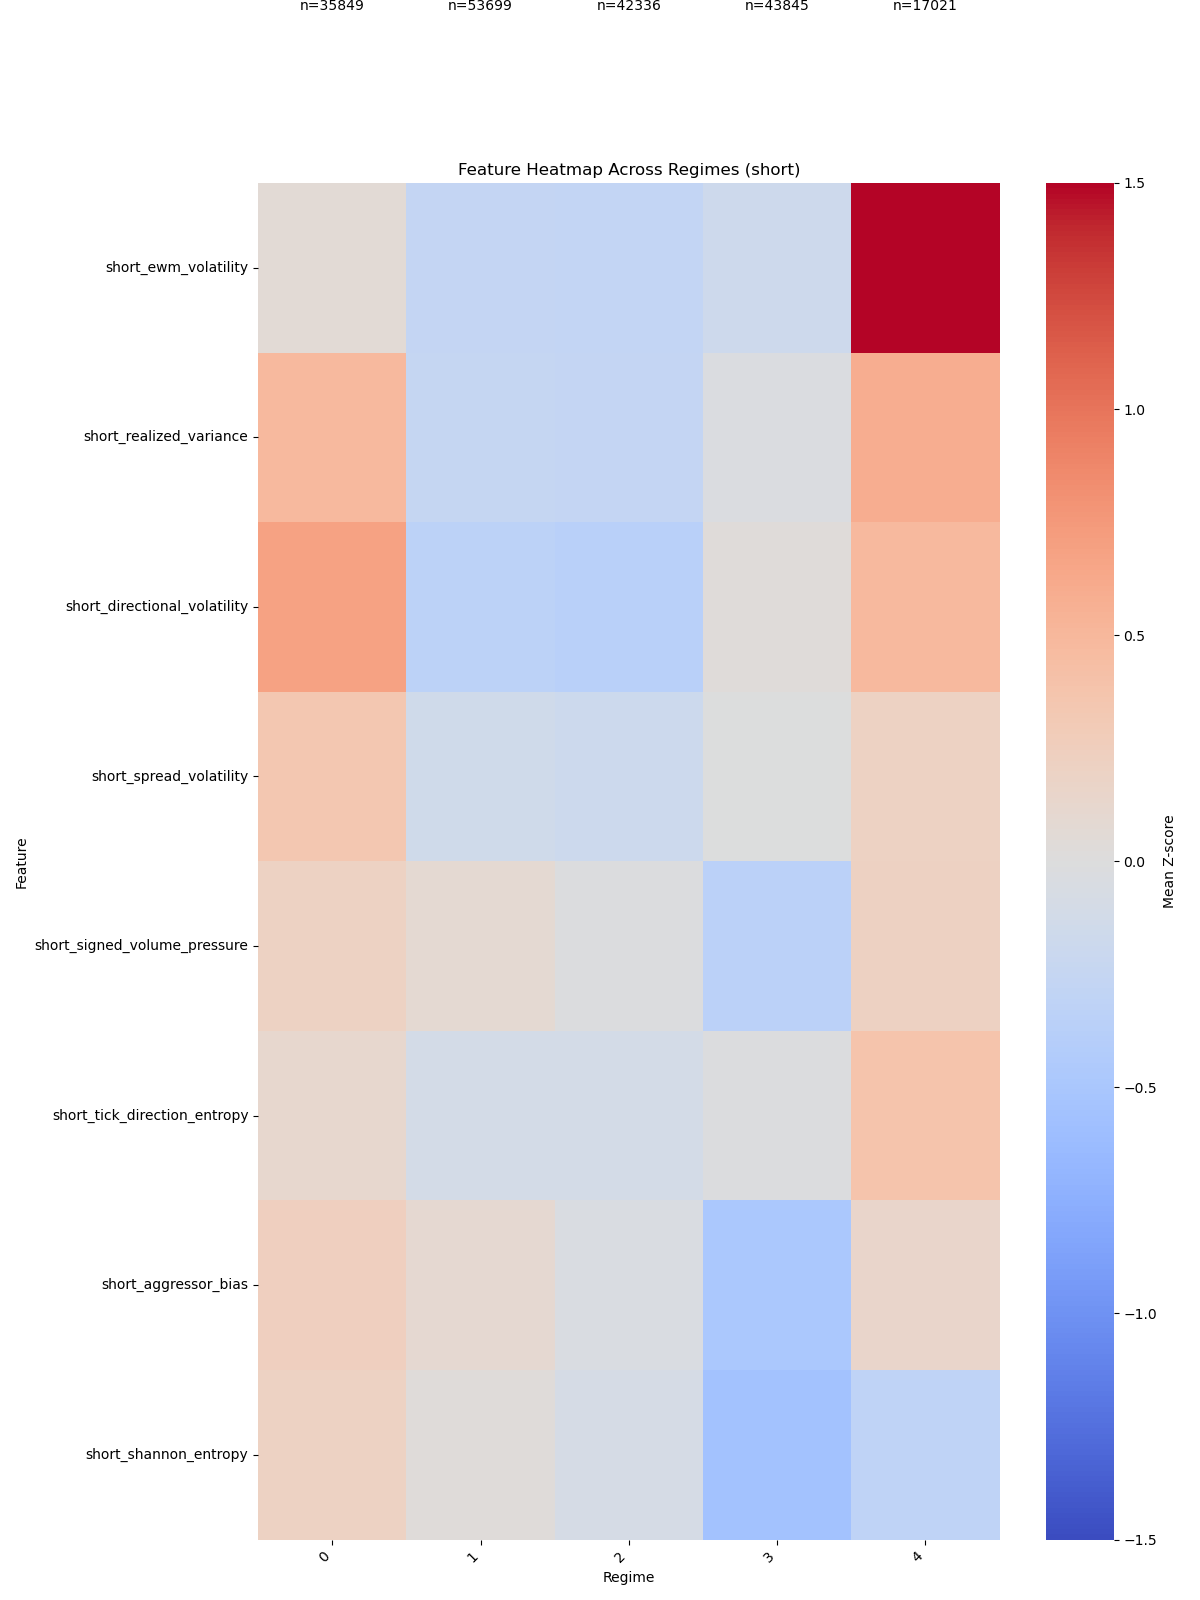 n=35849 n=53699 n=42336 n=43845 n=17021
Feature Heatmap Across Regimes (short)
short_ewm_volatility
short_realized_variance
short_directional_volatility
short_spread_volatility
short_signed_volume_pressure
short_tick_direction_entropy
short_aggressor_bias
short_shannon_entropy
Feature
0 1 2 3 4
Regime
1.5
1.0
0.5
0.0
−0.5
−1.0
−1.5
Mean Z-score